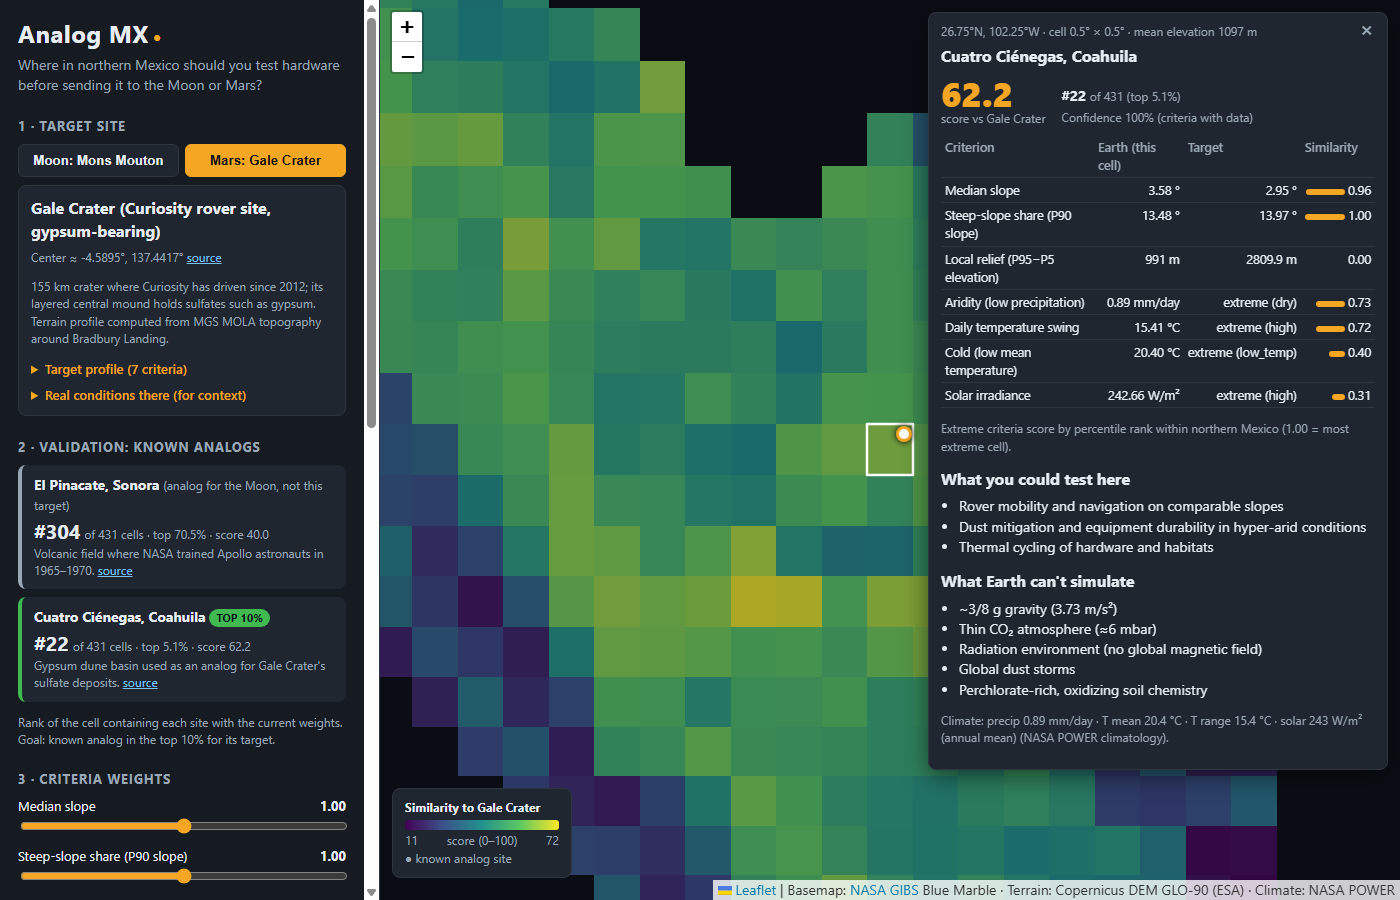 Analog MX
Where in northern Mexico should you test hardware
before sending it to the Moon or Mars?
1 · TARGET SITE
Moon: Mons Mouton
Mars: Gale Crater
Gale Crater (Curiosity rover site,
gypsum-bearing)
Center ≈ -4.5895°, 137.4417° source
155 km crater where Curiosity has driven since 2012; its
layered central mound holds sulfates such as gypsum.
Terrain profile computed from MGS MOLA topography
around Bradbury Landing.
▶ Target profile (7 criteria)
▶ Real conditions there (for context)
2 · VALIDATION: KNOWN ANALOGS
El Pinacate, Sonora (analog for the Moon, not this
target)
#304 of 431 cells · top 70.5% · score 40.0
Volcanic field where NASA trained Apollo astronauts in
1965–1970. source
Cuatro Ciénegas, Coahuila TOP 10%
#22 of 431 cells · top 5.1% · score 62.2
Gypsum dune basin used as an analog for Gale Crater's
sulfate deposits. source
Rank of the cell containing each site with the current weights.
Goal: known analog in the top 10% for its target.
3 · CRITERIA WEIGHTS
Median slope 1.00
Steep-slope share (P90 slope) 1.00
+
−
Similarity to Gale Crater
11 score (0–100) 72
● known analog site
26.75°N, 102.25°W · cell 0.5° × 0.5° · mean elevation 1097 m
×
Cuatro Ciénegas, Coahuila
62.2
score vs Gale Crater
#22 of 431 (top 5.1%)
Confidence 100% (criteria with data)
Criterion Earth (this cell) Target Similarity
Median slope 3.58 ° 2.95 ° 0.96
Steep-slope share (P90 slope) 13.48 ° 13.97 ° 1.00
Local relief (P95–P5 elevation) 991 m 2809.9 m 0.00
Aridity (low precipitation) 0.89 mm/day extreme (dry) 0.73
Daily temperature swing 15.41 °C extreme (high) 0.72
Cold (low mean temperature) 20.40 °C extreme (low_temp) 0.40
Solar irradiance 242.66 W/m² extreme (high) 0.31
Extreme criteria score by percentile rank within northern Mexico (1.00 = most
extreme cell).
What you could test here
• Rover mobility and navigation on comparable slopes
• Dust mitigation and equipment durability in hyper-arid conditions
• Thermal cycling of hardware and habitats
What Earth can't simulate
• ~3/8 g gravity (3.73 m/s²)
• Thin CO₂ atmosphere (≈6 mbar)
• Radiation environment (no global magnetic field)
• Global dust storms
• Perchlorate-rich, oxidizing soil chemistry
Climate: precip 0.89 mm/day · T mean 20.4 °C · T range 15.4 °C · solar 243 W/m²
(annual mean) (NASA POWER climatology).
Leaflet | Basemap: NASA GIBS Blue Marble · Terrain: Copernicus DEM GLO-90 (ESA) · Climate: NASA POWER